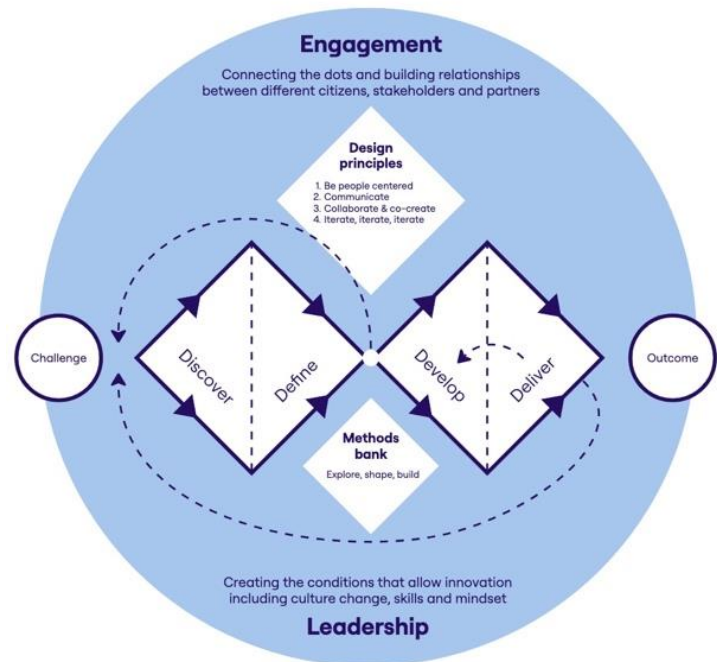 Engagement
Connecting the dots and building relationships
between different citizens, stakeholders and partners
Design
principles
1. Be people centered
2. Communicate
3. Collaborate & co-create
4. Iterate, iterate, iterate
Challenge
Discover
Define
Develop
Deliver
Outcome
Methods
bank
Explore, shape, build
Creating the conditions that allow innovation
including culture change, skills and mindset
Leadership